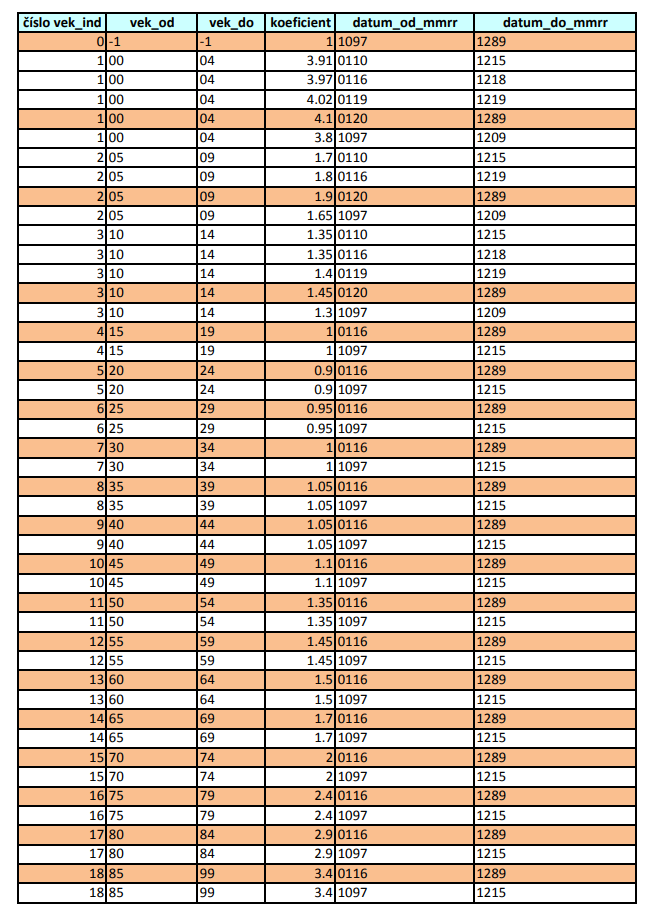 číslo vek_ind vek_od vek_do koeficient datum_od_mmrr datum_do_mmrr
0 -1 -1 1 1097 1289
1 00 04 3.91 0110 1215
1 00 04 3.97 0116 1218
1 00 04 4.02 0119 1219
1 00 04 4.1 0120 1289
1 00 04 3.8 1097 1209
2 05 09 1.7 0110 1215
2 05 09 1.8 0116 1219
2 05 09 1.9 0120 1289
2 05 09 1.65 1097 1209
3 10 14 1.35 0110 1215
3 10 14 1.35 0116 1218
3 10 14 1.4 0119 1219
3 10 14 1.45 0120 1289
3 10 14 1.3 1097 1209
4 15 19 1 0116 1289
4 15 19 1 1097 1215
5 20 24 0.9 0116 1289
5 20 24 0.9 1097 1215
6 25 29 0.95 0116 1289
6 25 29 0.95 1097 1215
7 30 34 1 0116 1289
7 30 34 1 1097 1215
8 35 39 1.05 0116 1289
8 35 39 1.05 1097 1215
9 40 44 1.05 0116 1289
9 40 44 1.05 1097 1215
10 45 49 1.1 0116 1289
10 45 49 1.1 1097 1215
11 50 54 1.35 0116 1289
11 50 54 1.35 1097 1215
12 55 59 1.45 0116 1289
12 55 59 1.45 1097 1215
13 60 64 1.5 0116 1289
13 60 64 1.5 1097 1215
14 65 69 1.7 0116 1289
14 65 69 1.7 1097 1215
15 70 74 2 0116 1289
15 70 74 2 1097 1215
16 75 79 2.4 0116 1289
16 75 79 2.4 1097 1215
17 80 84 2.9 0116 1289
17 80 84 2.9 1097 1215
18 85 99 3.4 0116 1289
18 85 99 3.4 1097 1215